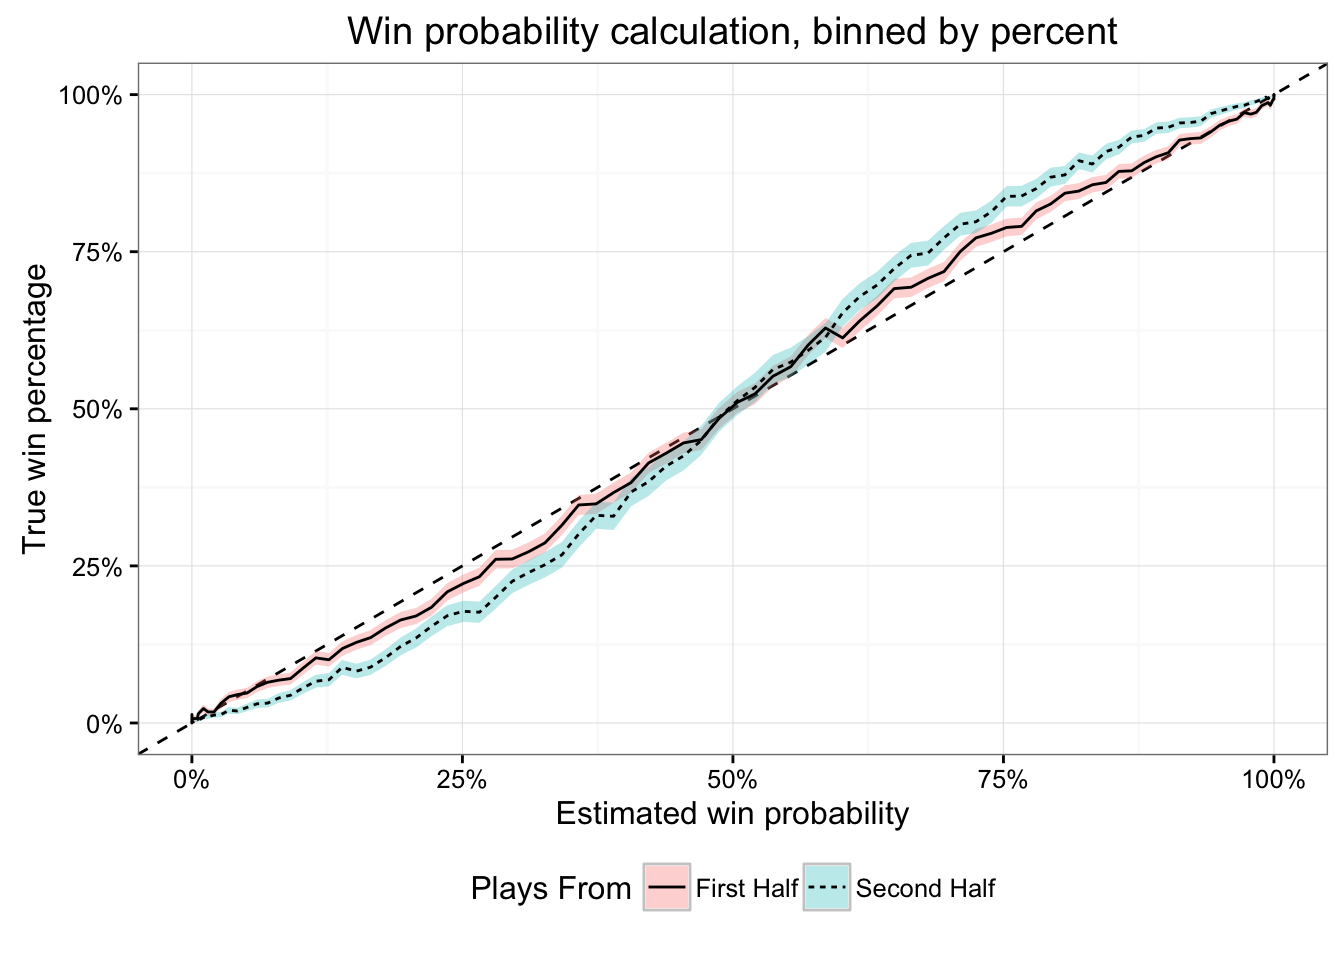 Win probability calculation, binned by percent
True win percentage
100%
75%
50%
25%
0%
0% 25% 50% 75% 100%
Estimated win probability
Plays From First Half Second Half